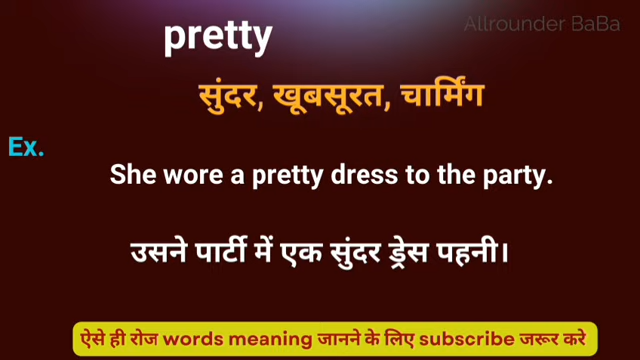 Allrounder BaBa
pretty
सुंदर, खूबसूरत, चार्मिंग
Ex.
She wore a pretty dress to the party.
उसने पार्टी में एक सुंदर ड्रेस पहनी।
ऐसे ही रोज words meaning जानने के लिए subscribe जरूर करे